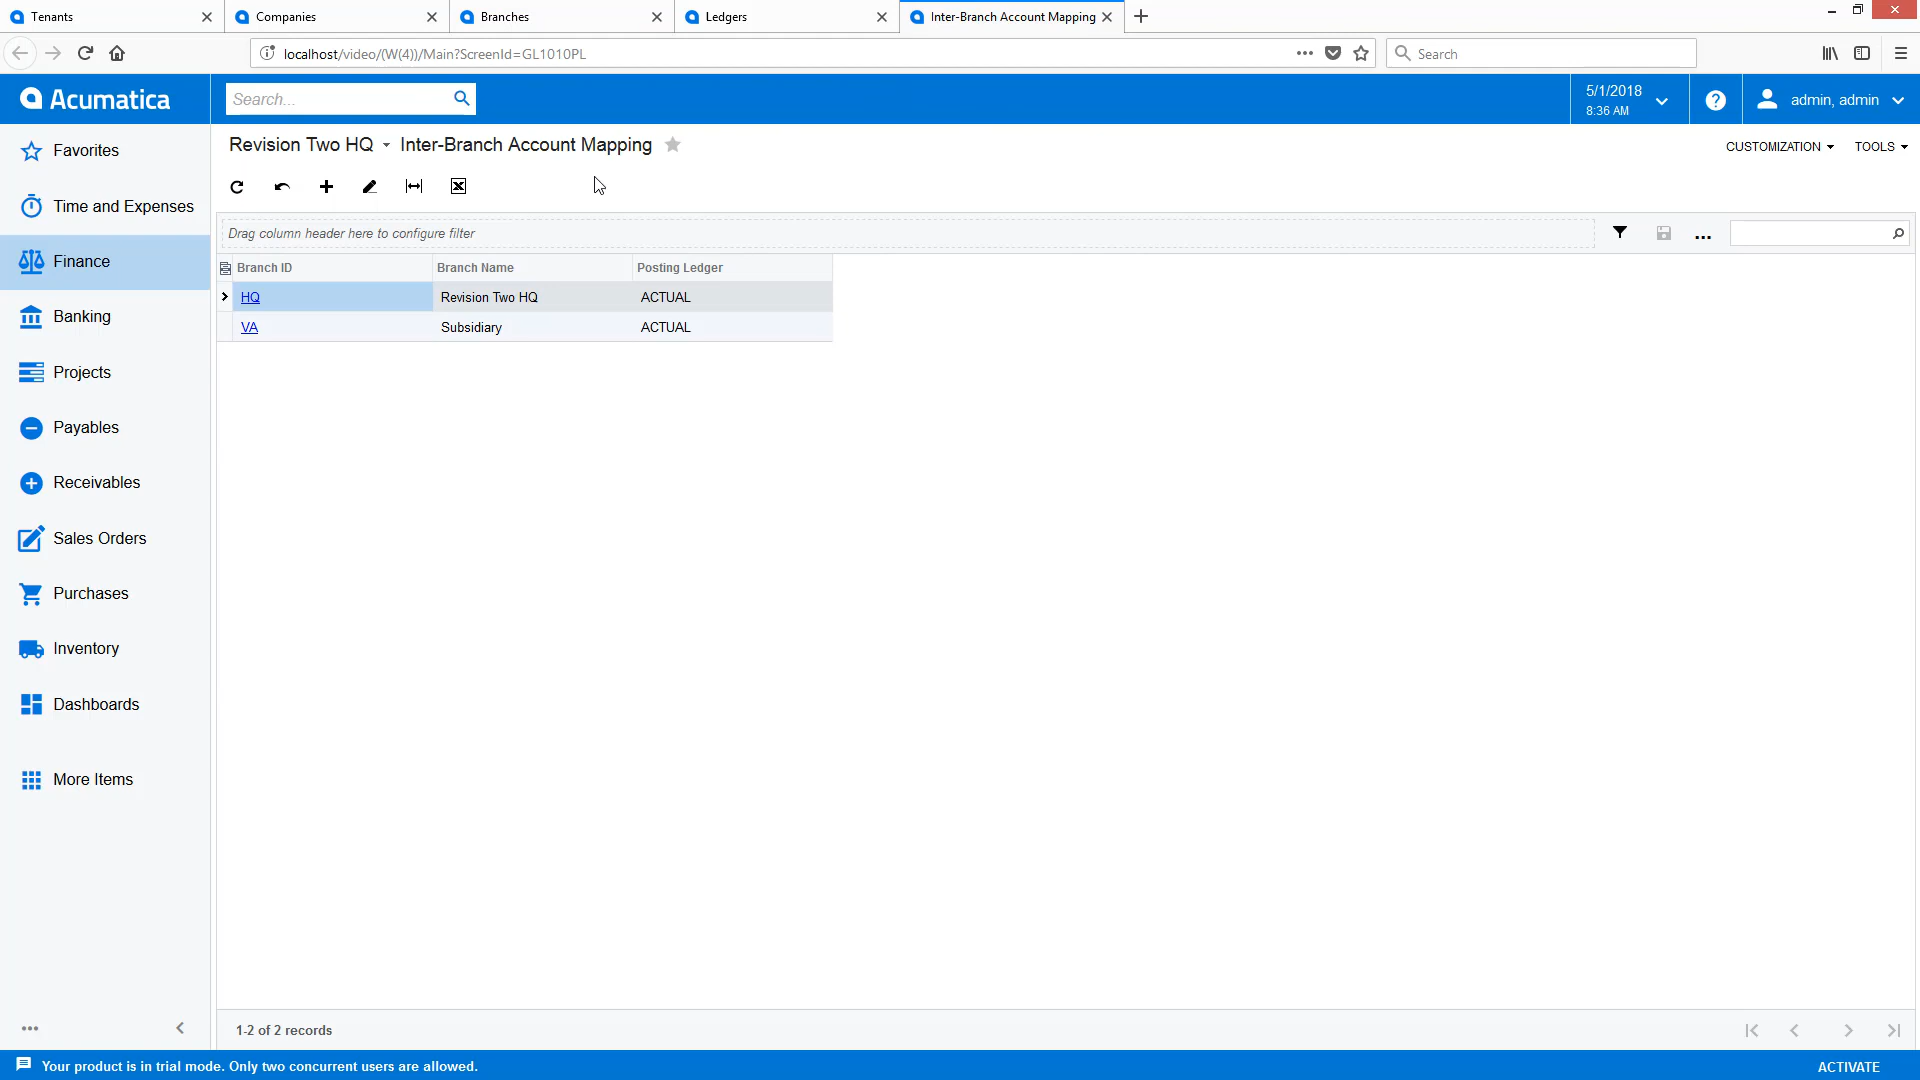 Tenants
Companies
Branches
Ledgers
Inter-Branch Account Mapping
localhost/video/(W(4))/Main?ScreenId=GL1010PL
Search
Acumatica
Search...
5/1/2018
8:36 AM
admin, admin
Favorites
Time and Expenses
Finance
Banking
Projects
Payables
Receivables
Sales Orders
Purchases
Inventory
Dashboards
More Items
Revision Two HQ Inter-Branch Account Mapping
CUSTOMIZATION TOOLS
Drag column header here to configure filter
Branch ID Branch Name Posting Ledger
HQ Revision Two HQ ACTUAL
VA Subsidiary ACTUAL
1-2 of 2 records
Your product is in trial mode. Only two concurrent users are allowed.
ACTIVATE